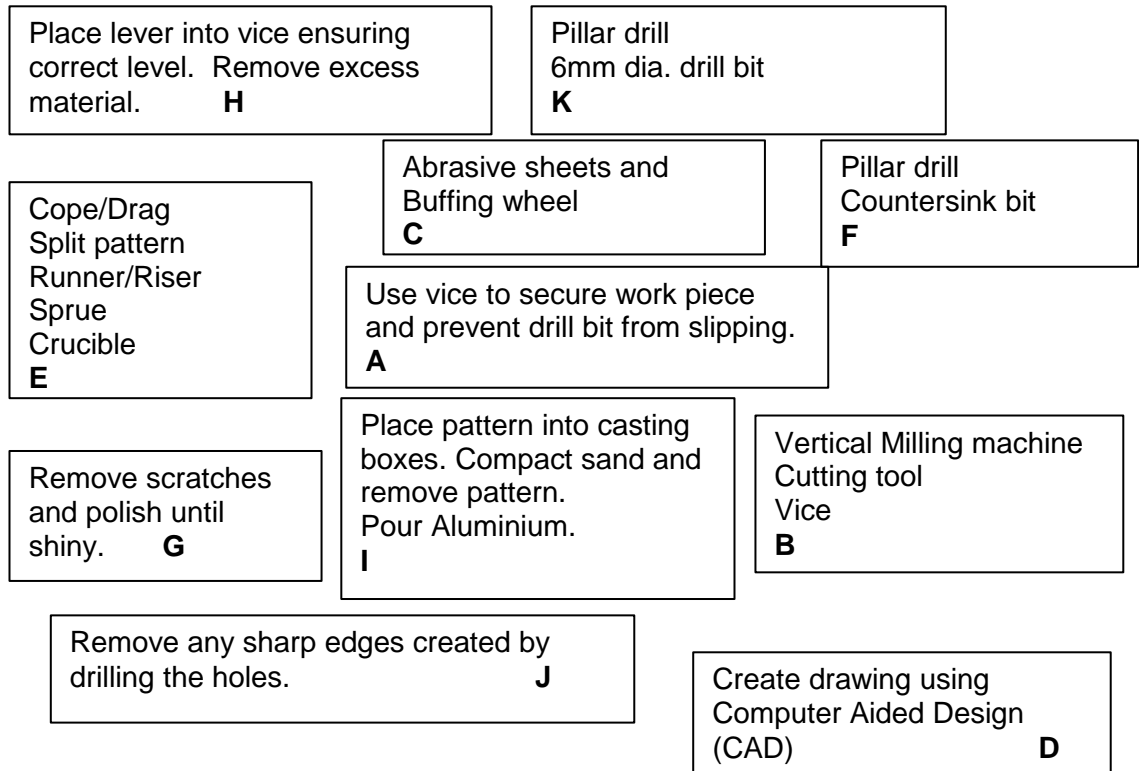 Place lever into vice ensuring
correct level. Remove excess
material. H
Pillar drill
6mm dia. drill bit
K
Abrasive sheets and
Buffing wheel
C
Pillar drill
Countersink bit
F
Cope/Drag
Split pattern
Runner/Riser
Sprue
Crucible
E
Use vice to secure work piece
and prevent drill bit from slipping.
A
Place pattern into casting
boxes. Compact sand and
remove pattern.
Pour Aluminium.
I
Vertical Milling machine
Cutting tool
Vice
B
Remove scratches
and polish until
shiny. G
Remove any sharp edges created by
drilling the holes. J
Create drawing using
Computer Aided Design
(CAD) D